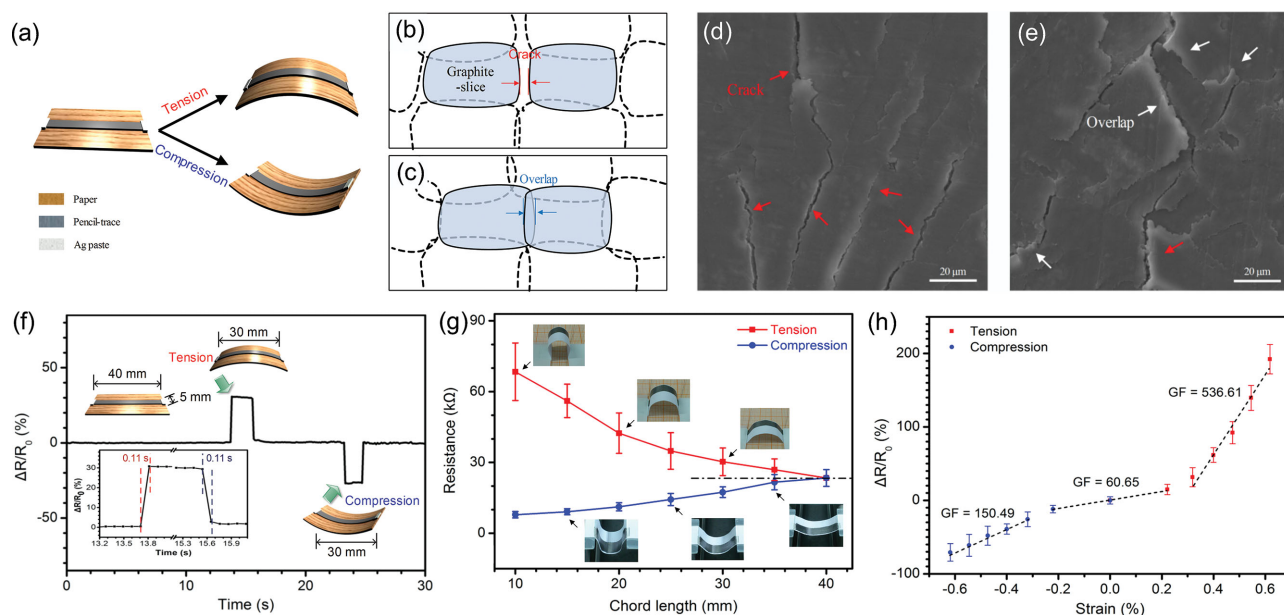 (a)
Tension
Compression
Paper
Pencil-trace
Ag paste
(b)
Crack
Graphite
-slice
(c)
Overlap
(d)
Crack
20 μm
(e)
Overlap
20 μm
(f)
ΔR/R0 (%)
50
0
-50
40 mm
5 mm
Tension
30 mm
Compression
30 mm
0.11 s
0.11 s
ΔR/R0 (%)
30
20
10
0
13.2 13.5 13.8 15.3 15.6 15.9
Time (s)
0 10 20 30
Time (s)
(g)
Resistance (kΩ)
90
60
30
0
Tension
Compression
10 15 20 25 30 35 40
Chord length (mm)
(h)
ΔR/R0 (%)
200
100
0
-100
Tension
Compression
GF = 536.61
GF = 60.65
GF = 150.49
-0.6 -0.4 -0.2 0.0 0.2 0.4 0.6
Strain (%)